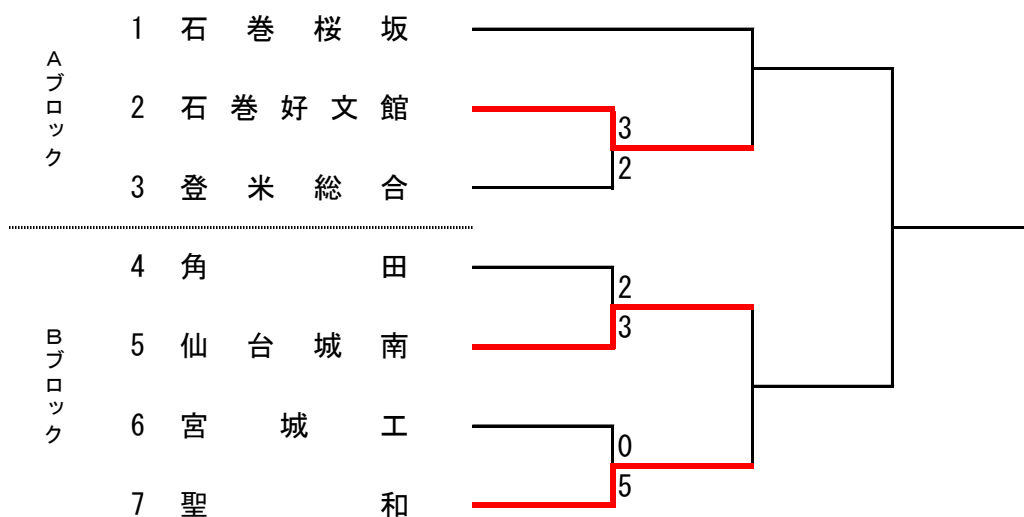 Aブロック
1 石巻桜坂
2 石巻好文館
3
2
3 登米総合
4 角田
2
3
5 仙台城南
Bブロック
6 宮城工
0
5
7 聖和